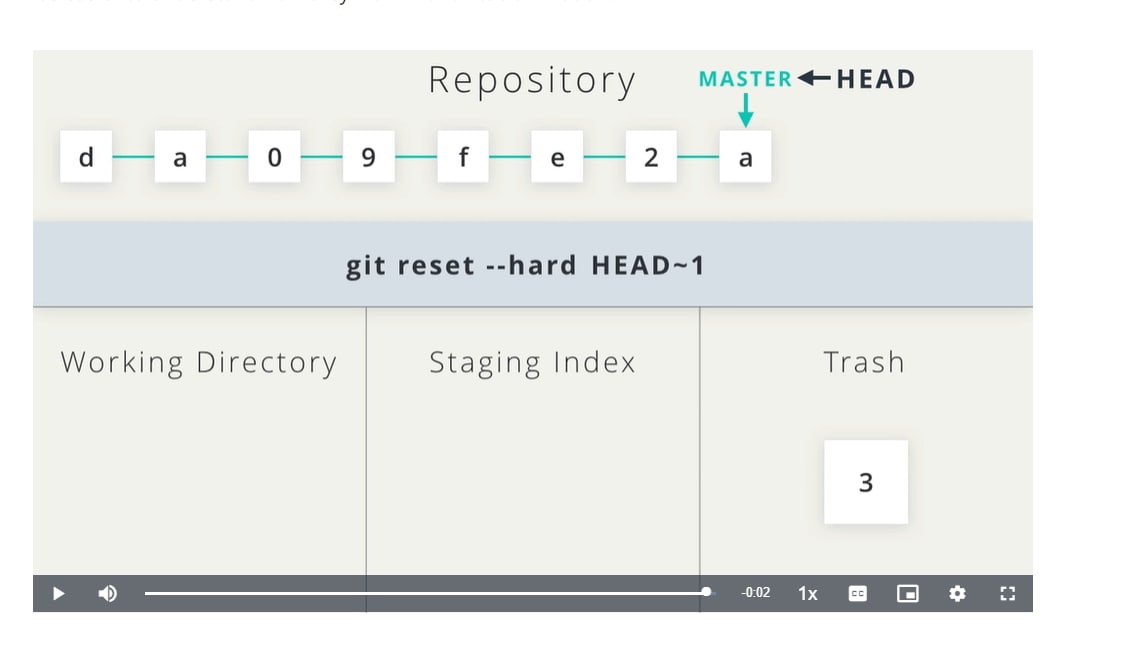 Repository MASTER HEAD
d a 0 9 f e 2 a
git reset --hard HEAD~1
Working Directory Staging Index Trash
3
-0:02 1x CC